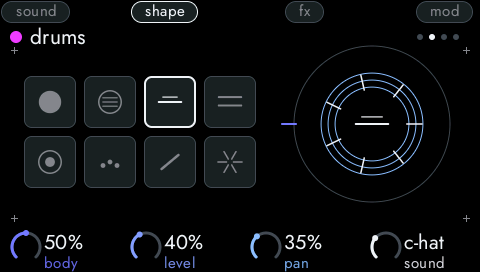 sound shape fx mod
drums
50% 40% 35% c-hat
body level pan sound